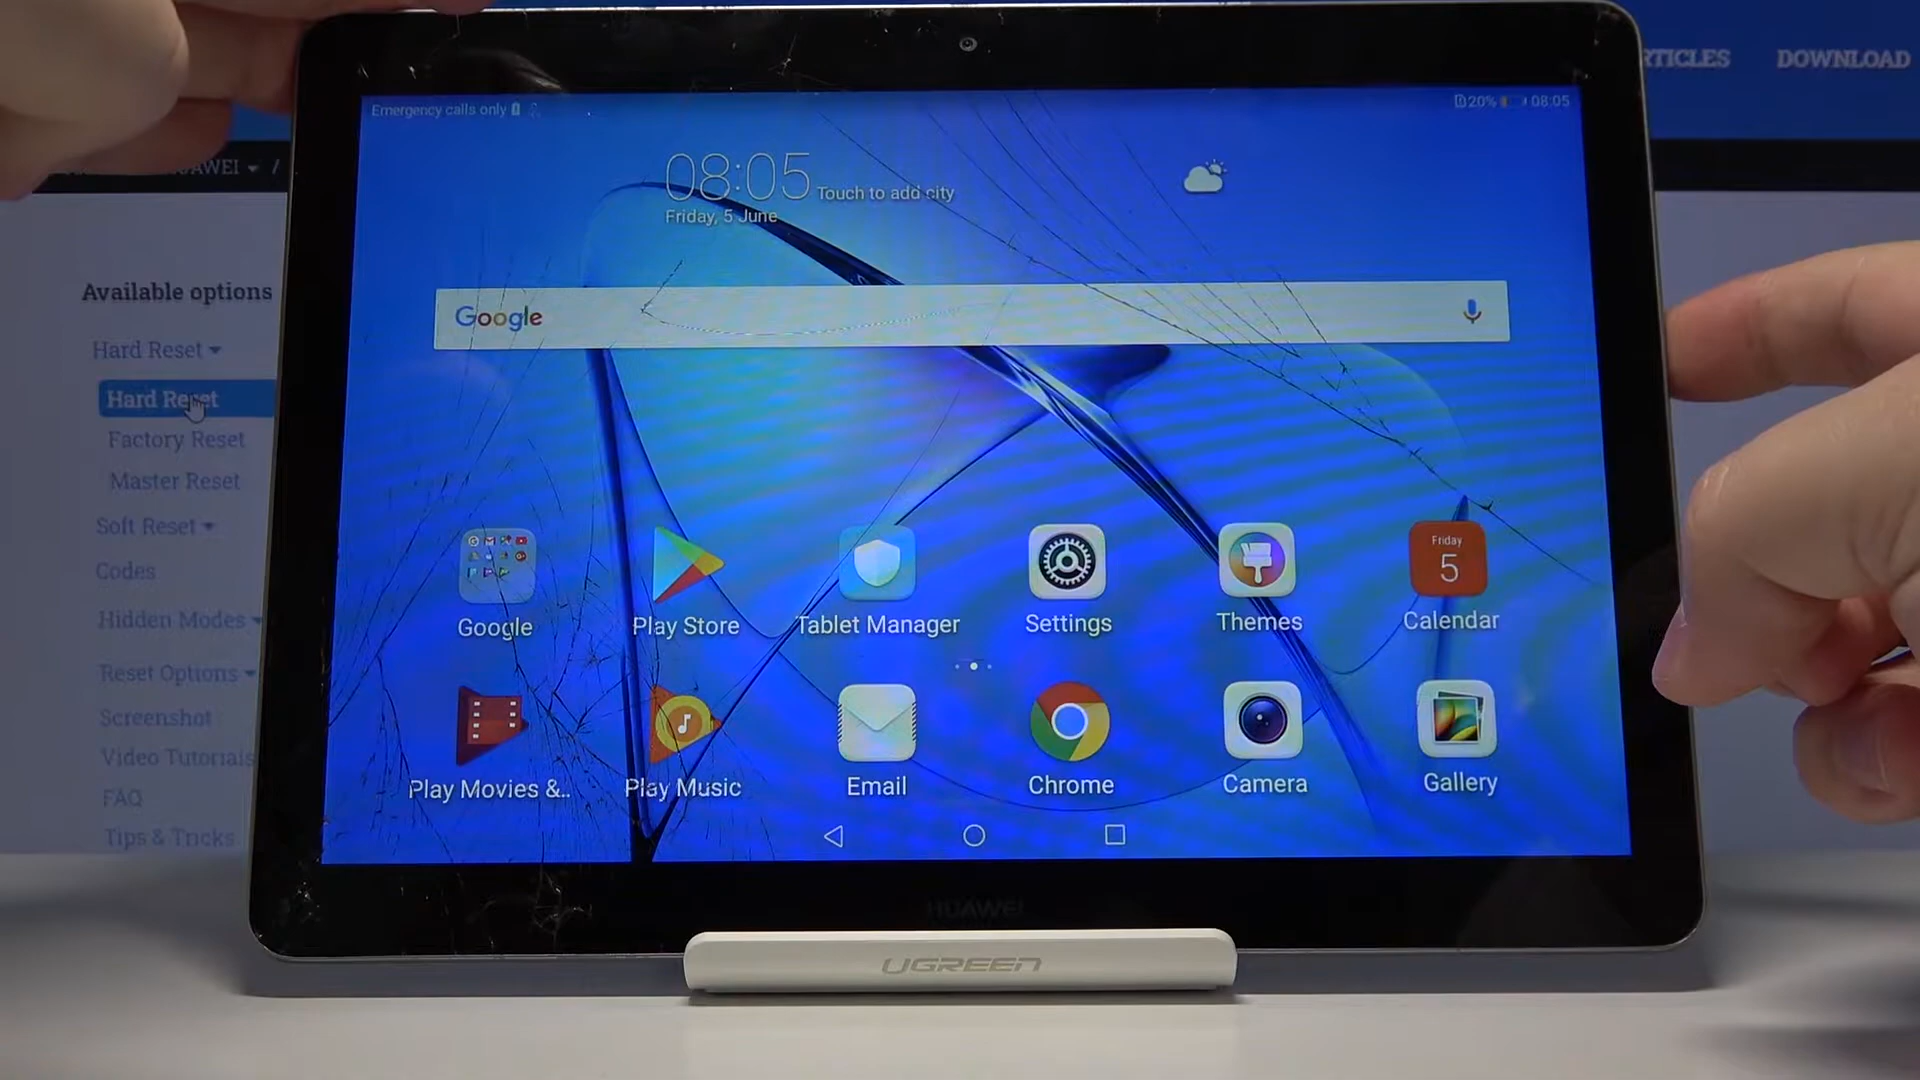 RTICLES DOWNLOAD
AWEI /
Available options
Hard Reset
Hard Reset
Factory Reset
Master Reset
Soft Reset
Codes
Hidden Modes
Reset Options
Screenshot
Video Tutorials
FAQ
Tips & Tricks
Emergency calls only
20% 08:05
08:05 Touch to add city
Friday, 5 June
Google
Friday
5
Google
Play Store
Tablet Manager
Settings
Themes
Calendar
Play Movies &..
Play Music
Email
Chrome
Camera
Gallery
HUAWEI
UGREEN